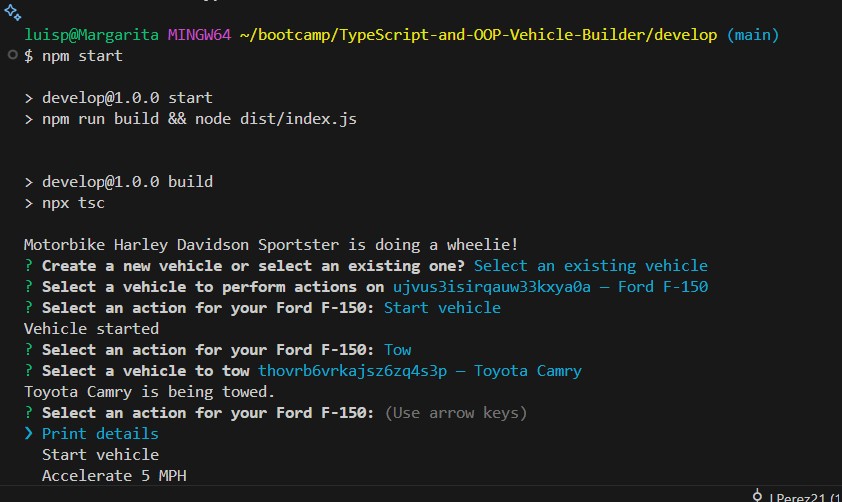 luisp@Margarita MINGW64 ~/bootcamp/TypeScript-and-OOP-Vehicle-Builder/develop (main)
$ npm start
> develop@1.0.0 start
> npm run build && node dist/index.js
> develop@1.0.0 build
> npx tsc
Motorbike Harley Davidson Sportster is doing a wheelie!
? Create a new vehicle or select an existing one? Select an existing vehicle
? Select a vehicle to perform actions on ujvus3isirqauw33kxya0a — Ford F-150
? Select an action for your Ford F-150: Start vehicle
Vehicle started
? Select an action for your Ford F-150: Tow
? Select a vehicle to tow thovrb6vrkajsz6zq4s3p — Toyota Camry
Toyota Camry is being towed.
? Select an action for your Ford F-150: (Use arrow keys)
❯ Print details
Start vehicle
Accelerate 5 MPH